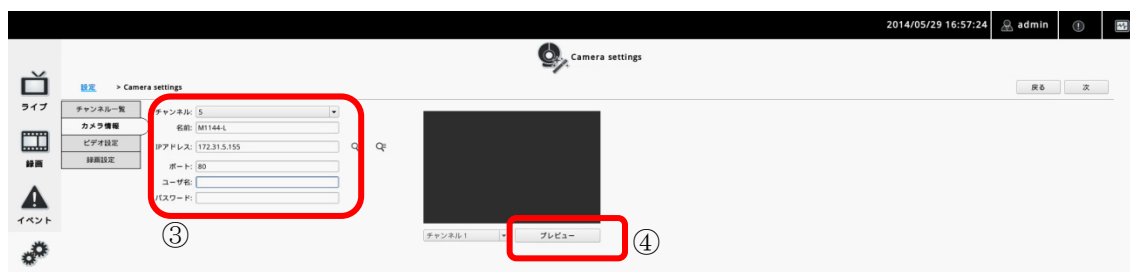 2014/05/29 16:57:24 admin
Camera settings
設定 > Camera settings
戻る 次
ライブ
録画
イベント
チャンネル一覧
カメラ情報
ビデオ設定
録画設定
チャンネル: 5
名前: M1144-L
IPアドレス: 172.31.5.155
ポート: 80
ユーザ名:
パスワード:
③
チャンネル 1 プレビュー
④